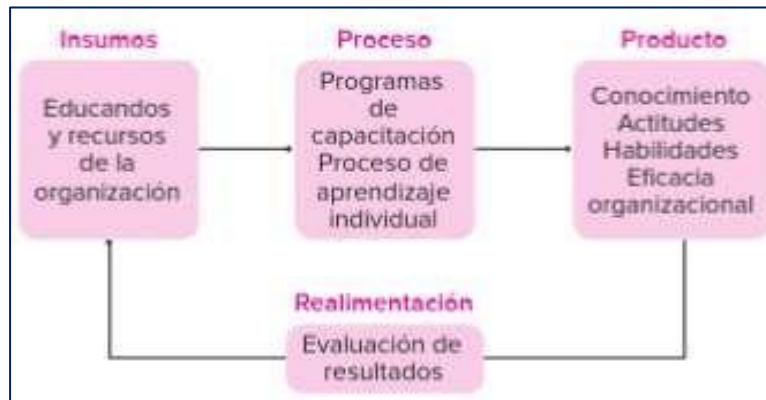 Insumos
Educandos
y recursos
de la
organización
Proceso
Programas
de
capacitación
Proceso de
aprendizaje
individual
Producto
Conocimiento
Actitudes
Habilidades
Eficacia
organizacional
Realimentación
Evaluación de
resultados